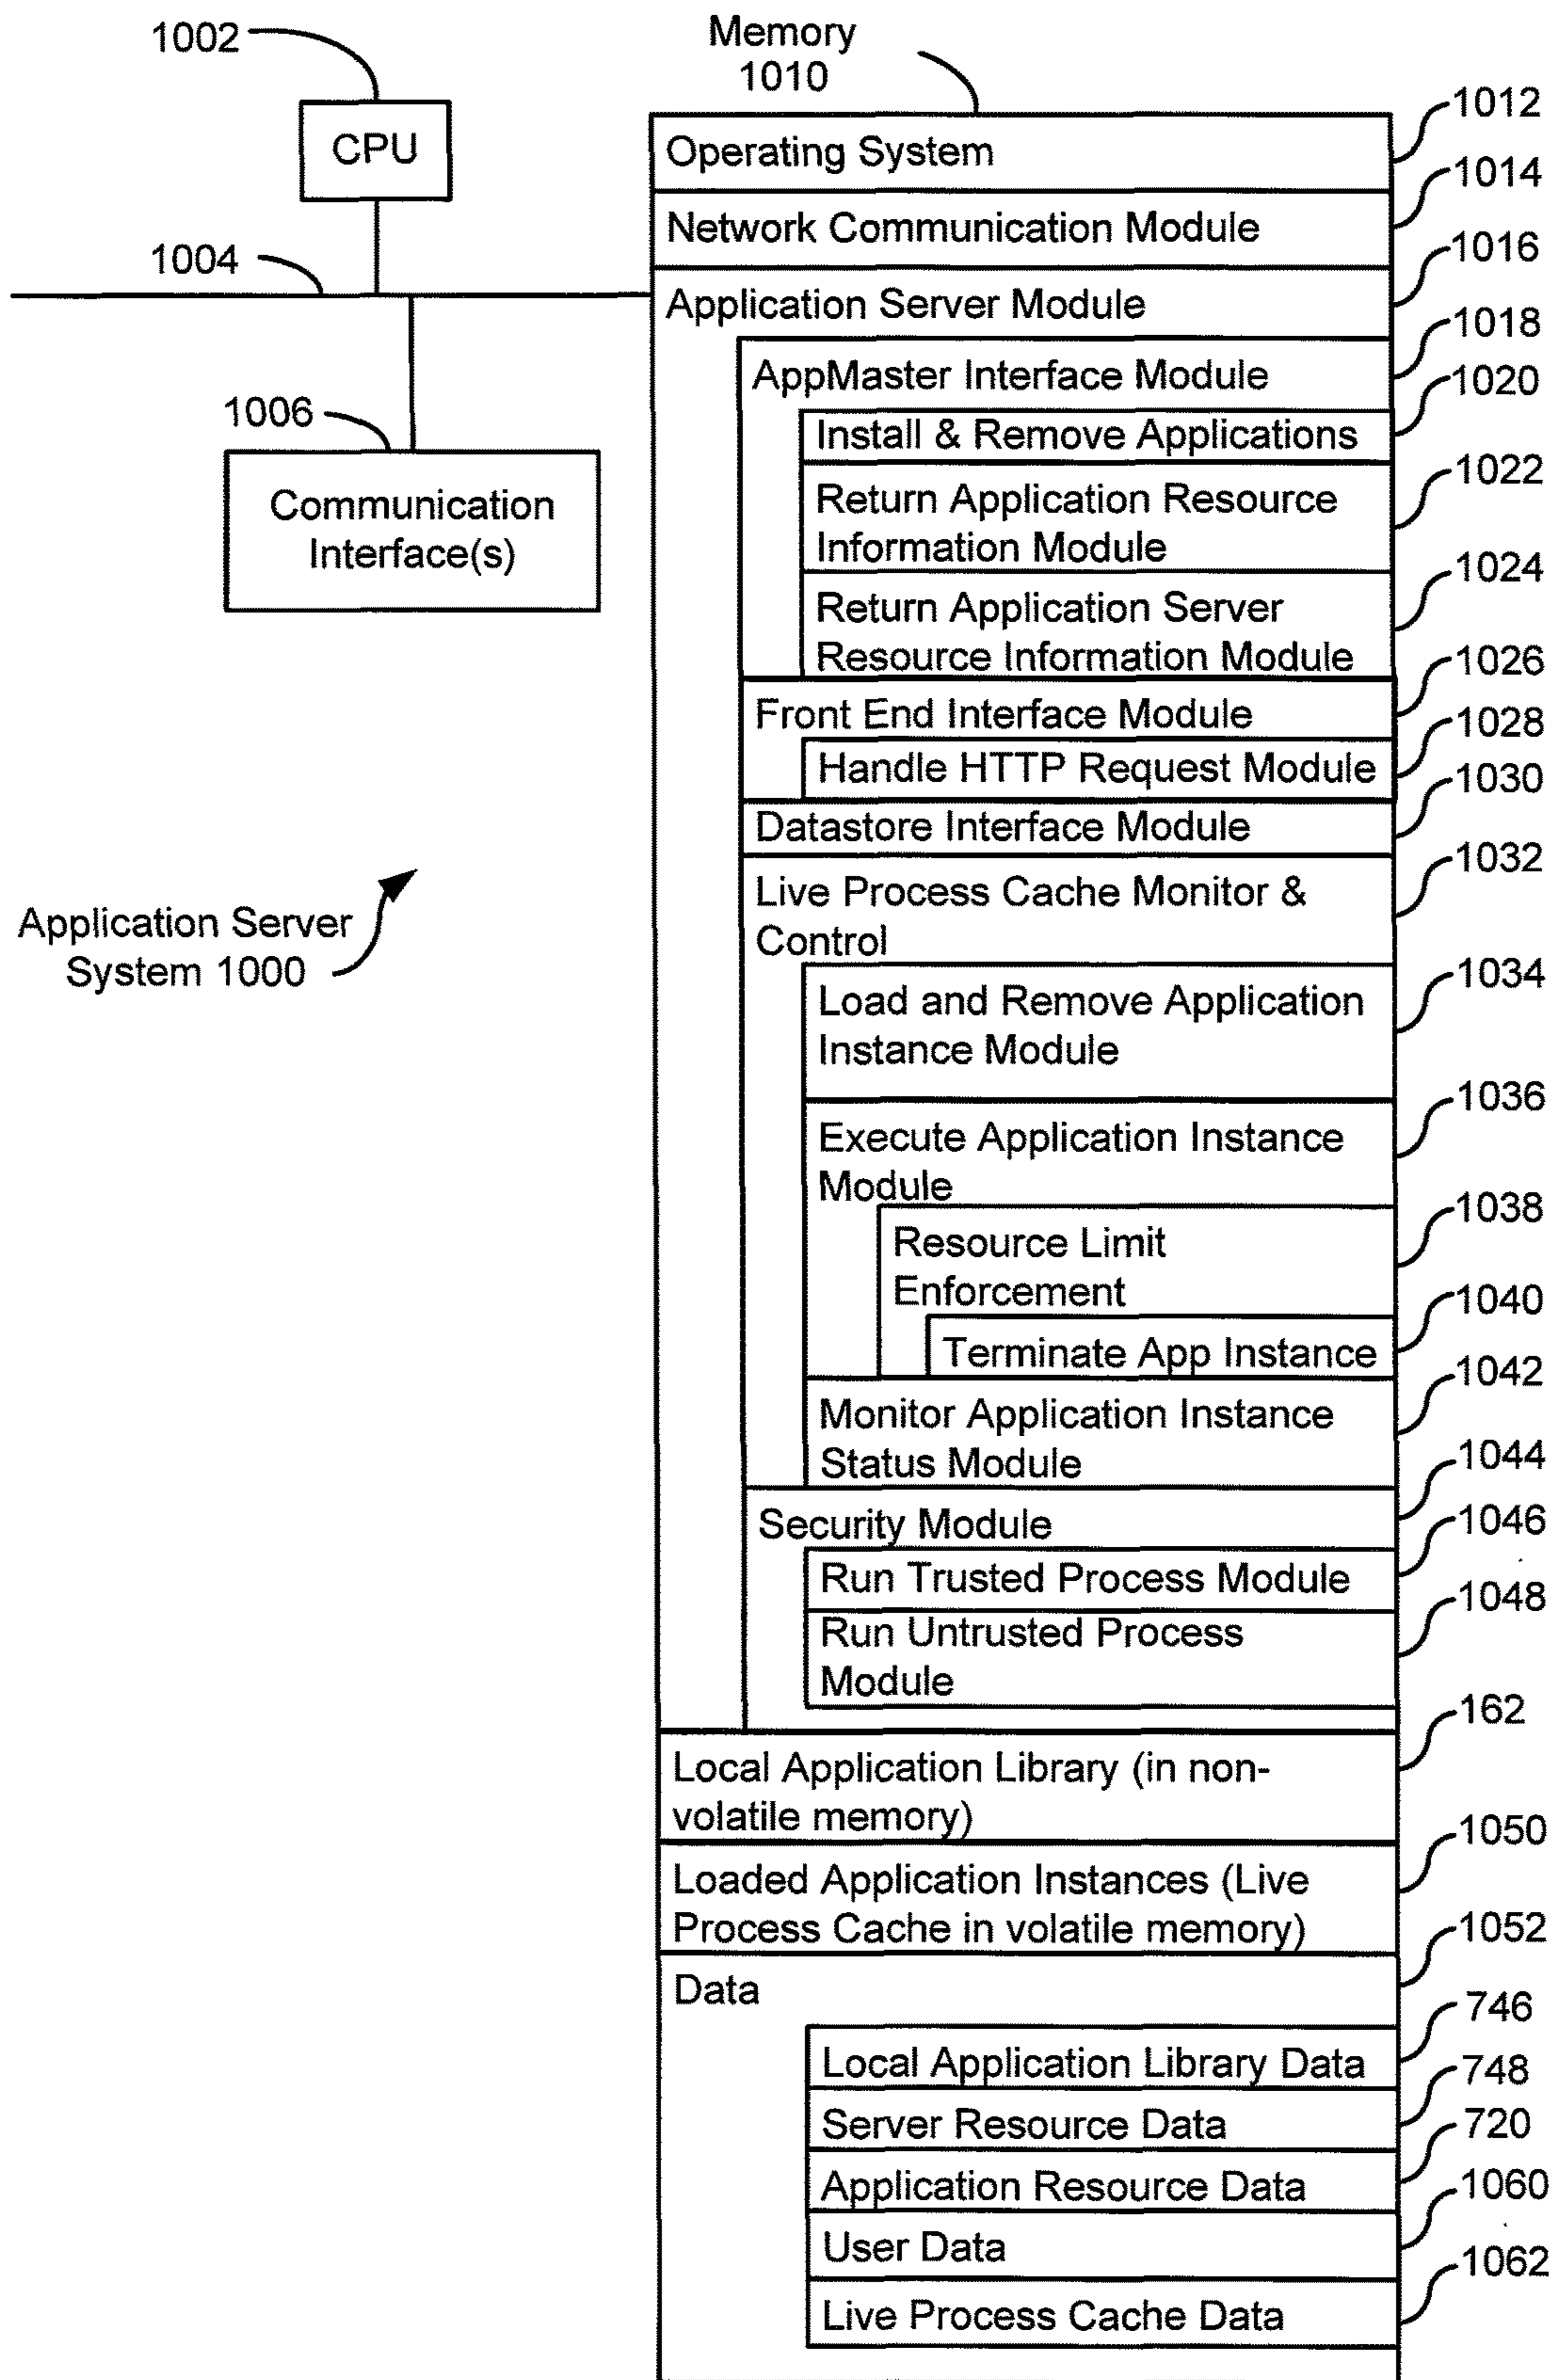 1002
CPU
1004
1006
Communication
Interface(s)
Application Server
System 1000
Memory
1010
Operating System
1012
Network Communication Module
1014
Application Server Module
1016
AppMaster Interface Module
1018
Install & Remove Applications
1020
Return Application Resource
Information Module
1022
Return Application Server
Resource Information Module
1024
Front End Interface Module
1026
Handle HTTP Request Module
1028
Datastore Interface Module
1030
Live Process Cache Monitor &
Control
1032
Load and Remove Application
Instance Module
1034
Execute Application Instance
Module
1036
Resource Limit
Enforcement
1038
Terminate App Instance
1040
Monitor Application Instance
Status Module
1042
Security Module
1044
Run Trusted Process Module
1046
Run Untrusted Process
Module
1048
Local Application Library (in non-
volatile memory)
162
Loaded Application Instances (Live
Process Cache in volatile memory)
1050
Data
1052
Local Application Library Data
746
Server Resource Data
748
Application Resource Data
720
User Data
1060
Live Process Cache Data
1062